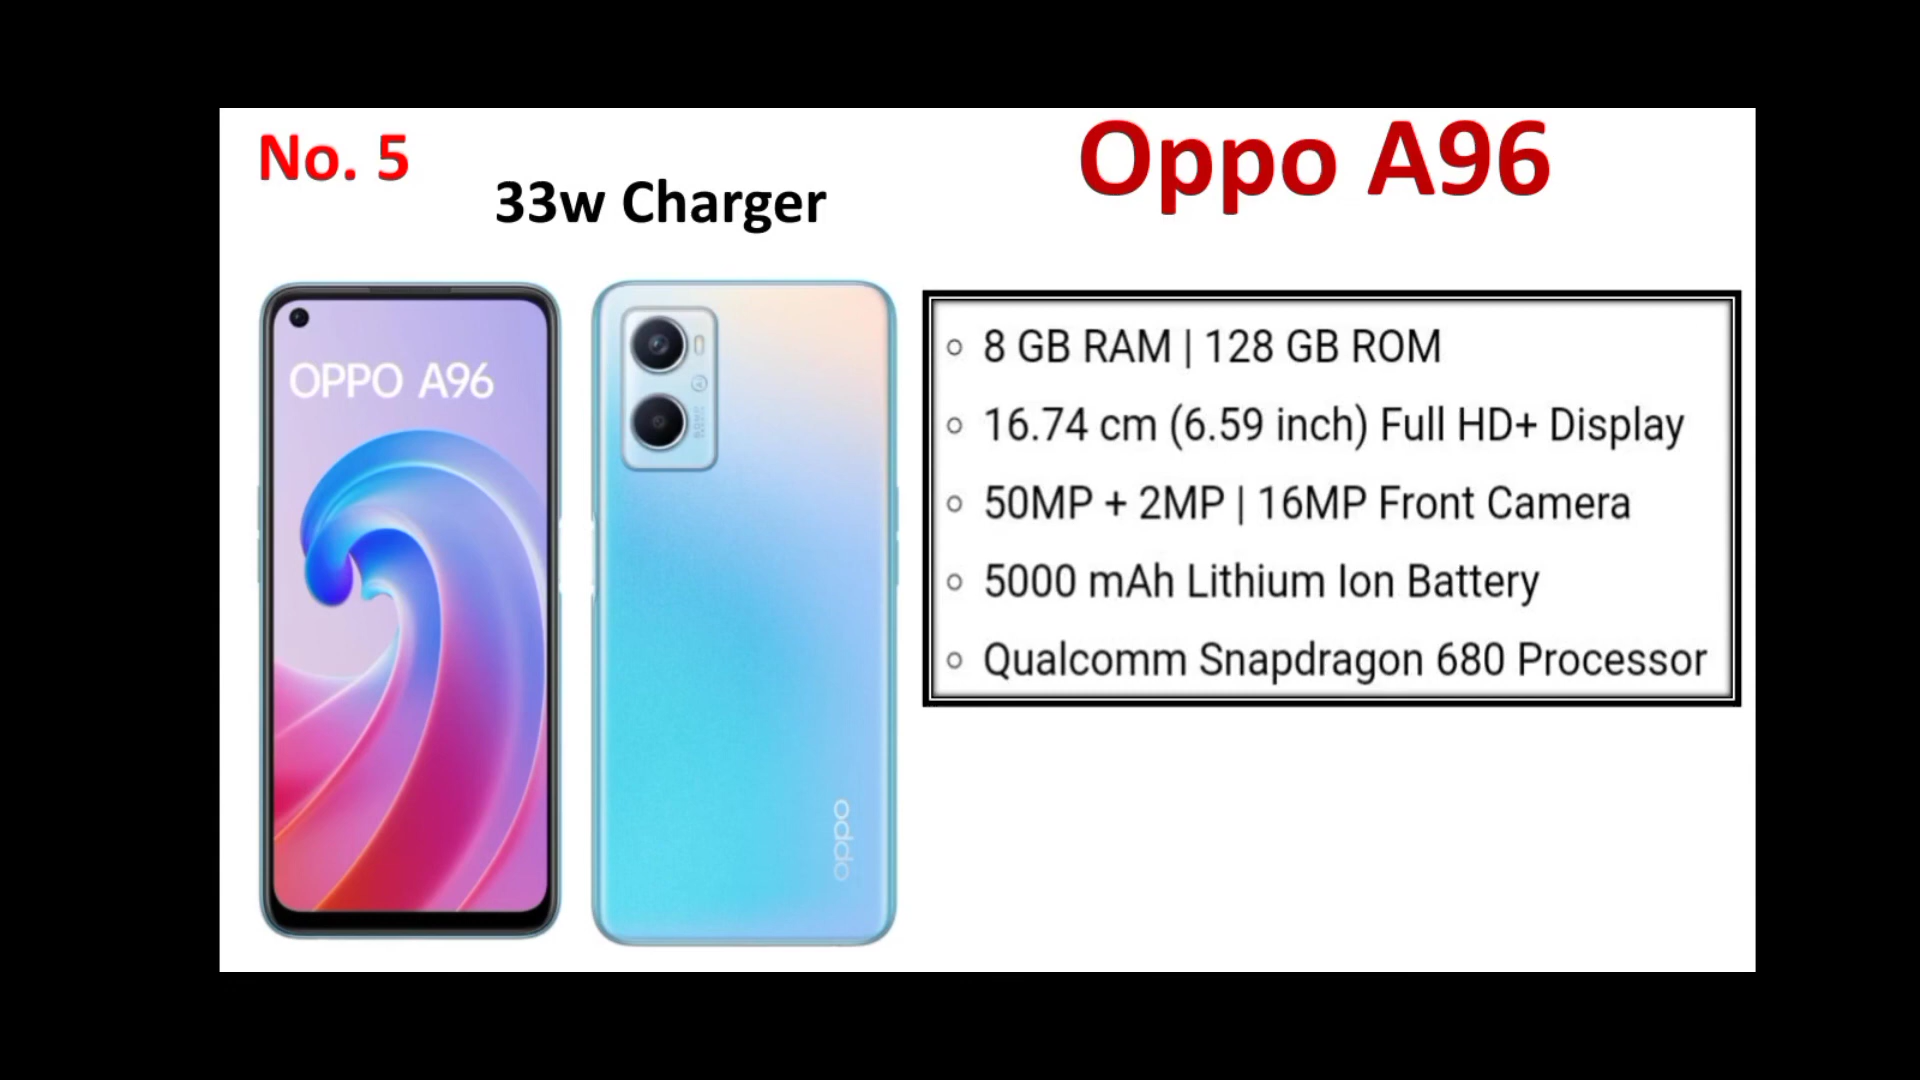 No. 5
33w Charger
Oppo A96
OPPO A96
oppo
8 GB RAM | 128 GB ROM
16.74 cm (6.59 inch) Full HD+ Display
50MP + 2MP | 16MP Front Camera
5000 mAh Lithium Ion Battery
Qualcomm Snapdragon 680 Processor